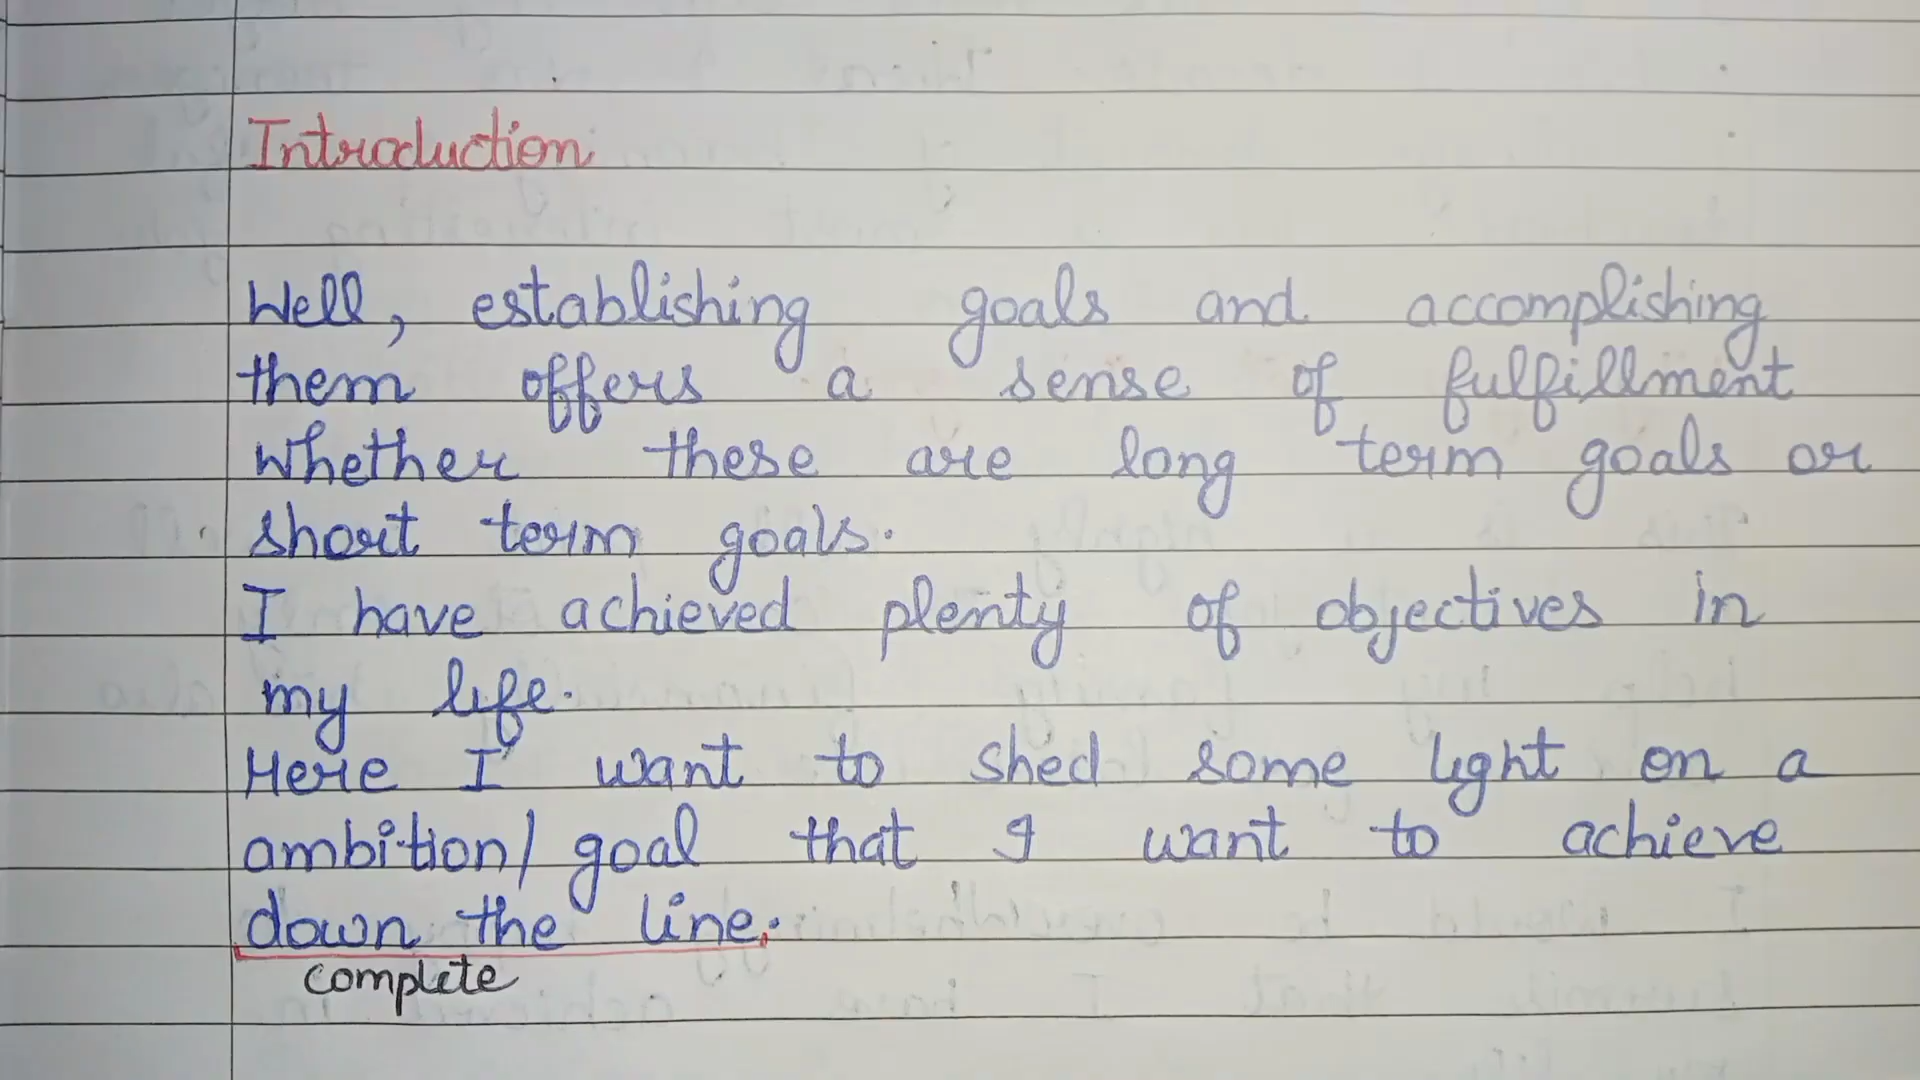 Introduction
Well, establishing goals and accomplishing
them offers a sense of fulfillment
whether these are long term goals or
short term goals.
I have achieved plenty of objectives in
my life.
Here I want to shed some light on a
ambition/ goal that I want to achieve
down the line.
complete